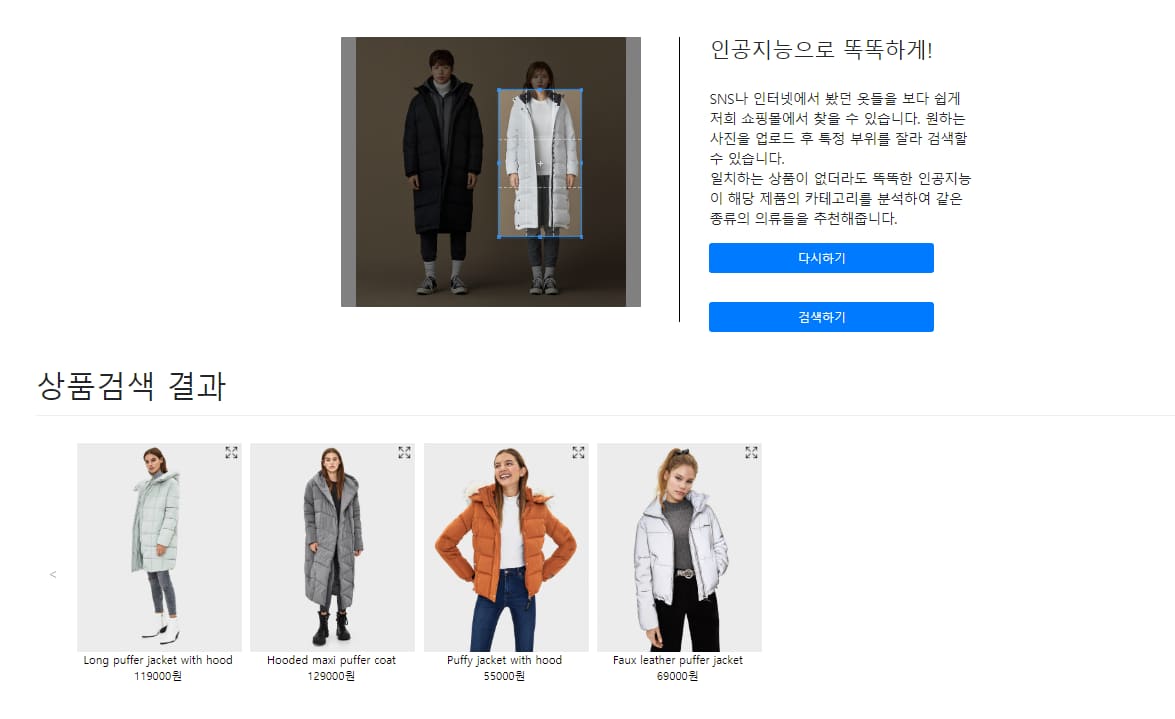 인공지능으로 똑똑하게!
SNS나 인터넷에서 봤던 옷들을 보다 쉽게
저희 쇼핑몰에서 찾을 수 있습니다. 원하는
사진을 업로드 후 특정 부위를 잘라 검색할
수 있습니다.
일치하는 상품이 없더라도 똑똑한 인공지능
이 해당 제품의 카테고리를 분석하여 같은
종류의 의류들을 추천해줍니다.
다시하기
검색하기
상품검색 결과
<
Long puffer jacket with hood
119000원
Hooded maxi puffer coat
129000원
Puffy jacket with hood
55000원
Faux leather puffer jacket
69000원